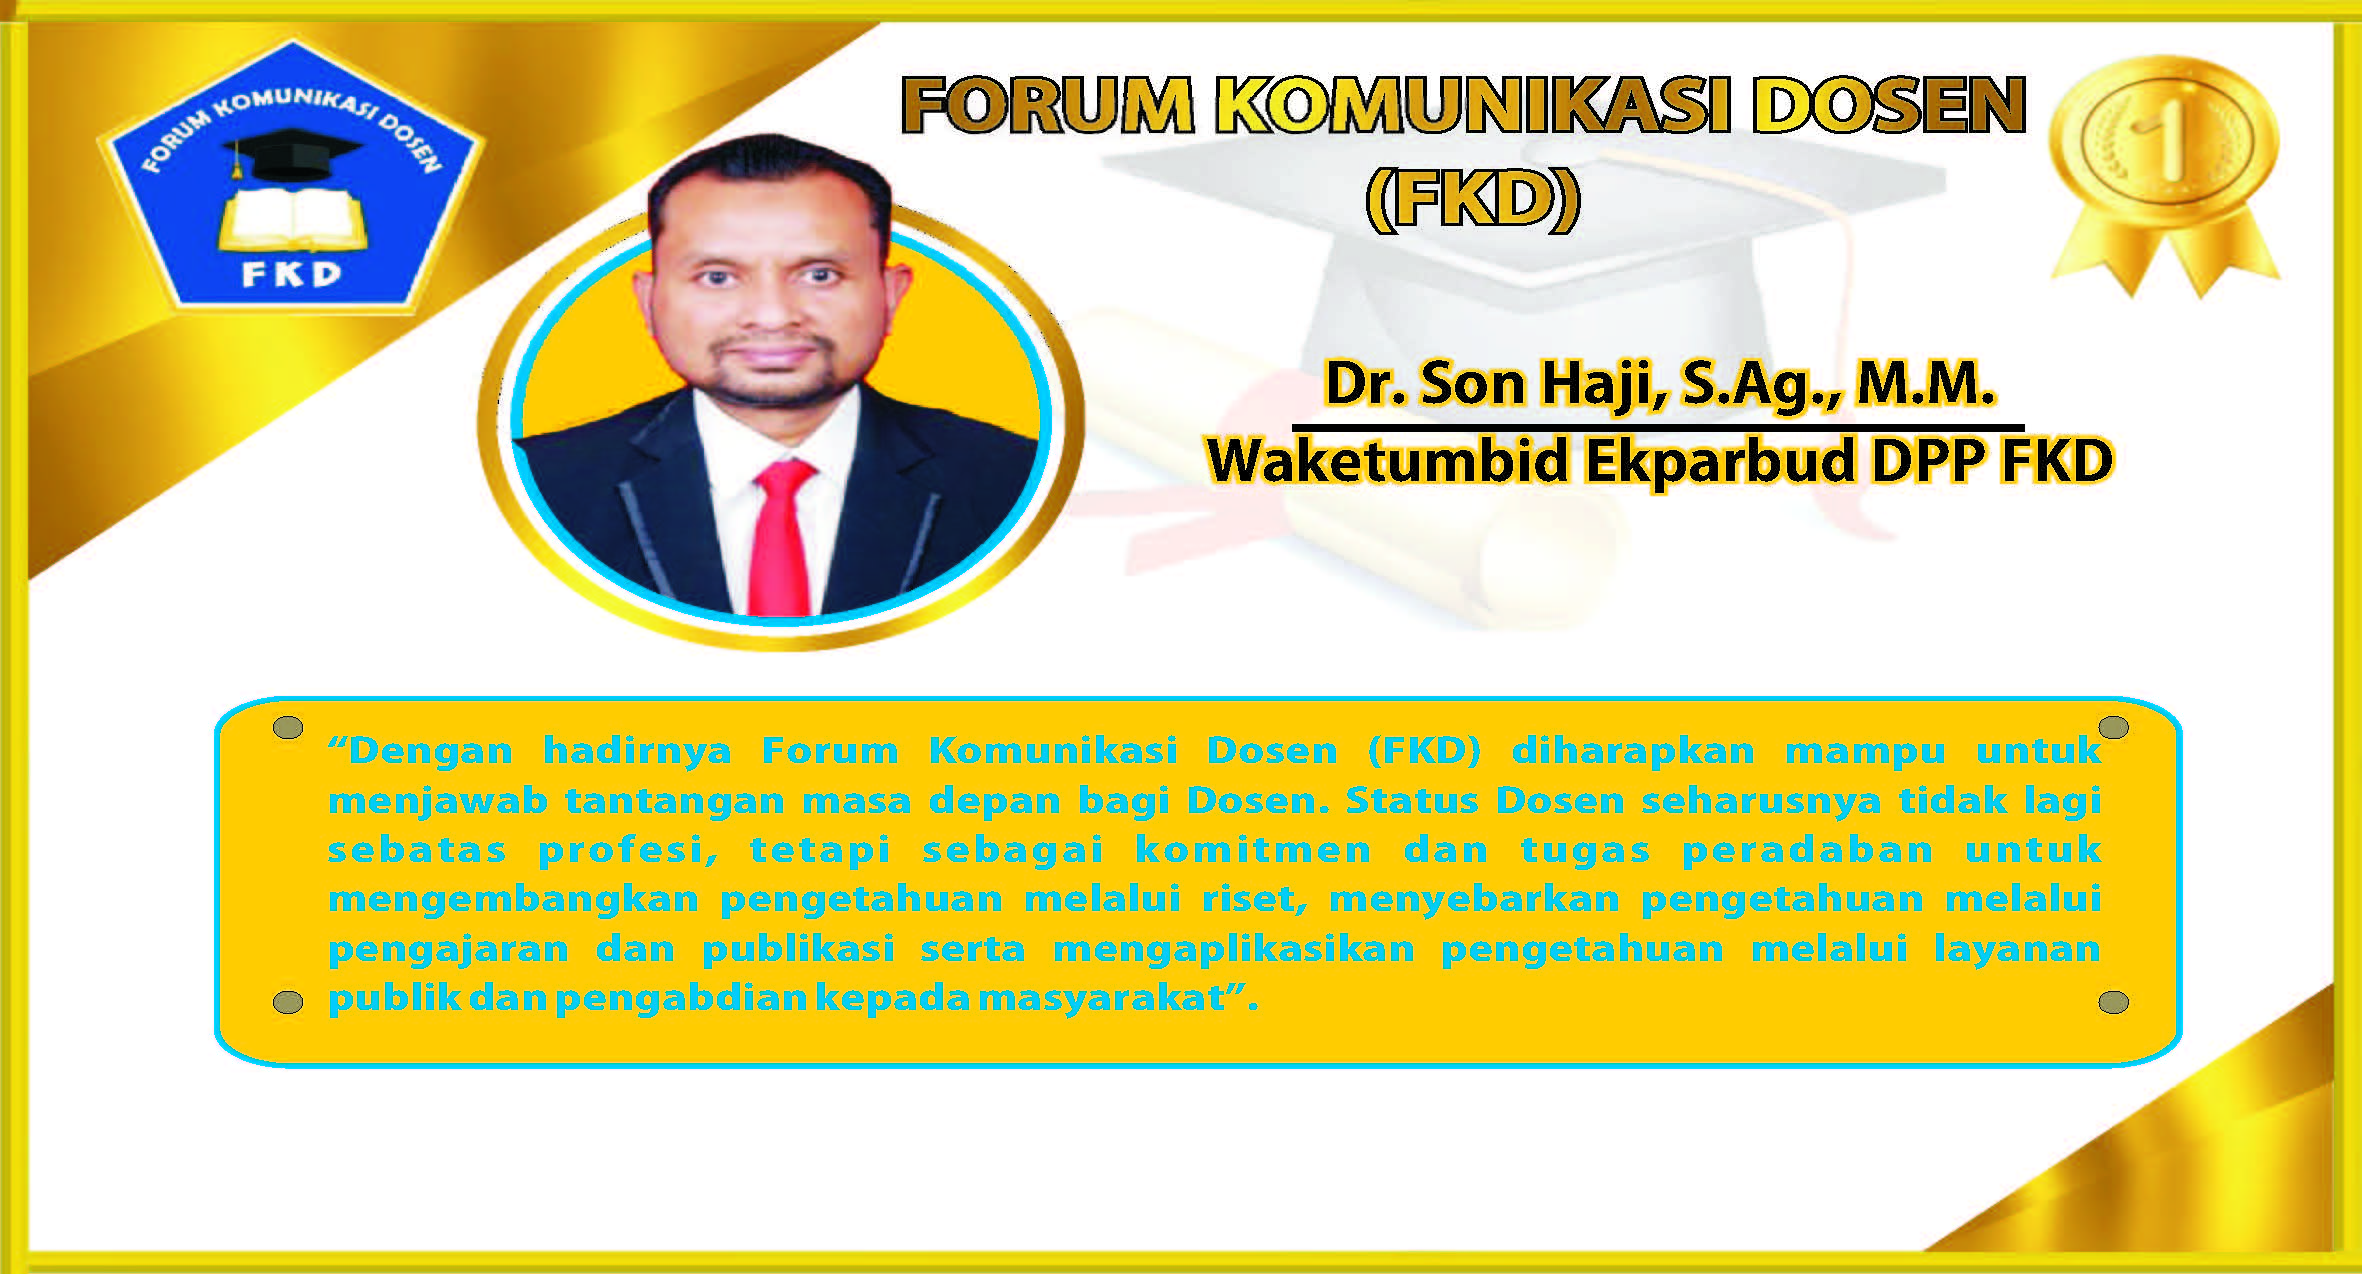 FORUM KOMUNIKASI DOSEN
FKD
FORUM KOMUNIKASI DOSEN
(FKD)
1
Dr. Son Haji, S.Ag., M.M.
Waketumbid Ekparbud DPP FKD
“Dengan hadirnya Forum Komunikasi Dosen (FKD) diharapkan mampu untuk
menjawab tantangan masa depan bagi Dosen. Status Dosen seharusnya tidak lagi
sebatas profesi, tetapi sebagai komitmen dan tugas peradaban untuk
mengembangkan pengetahuan melalui riset, menyebarkan pengetahuan melalui
pengajaran dan publikasi serta mengaplikasikan pengetahuan melalui layanan
publik dan pengabdian kepada masyarakat”.